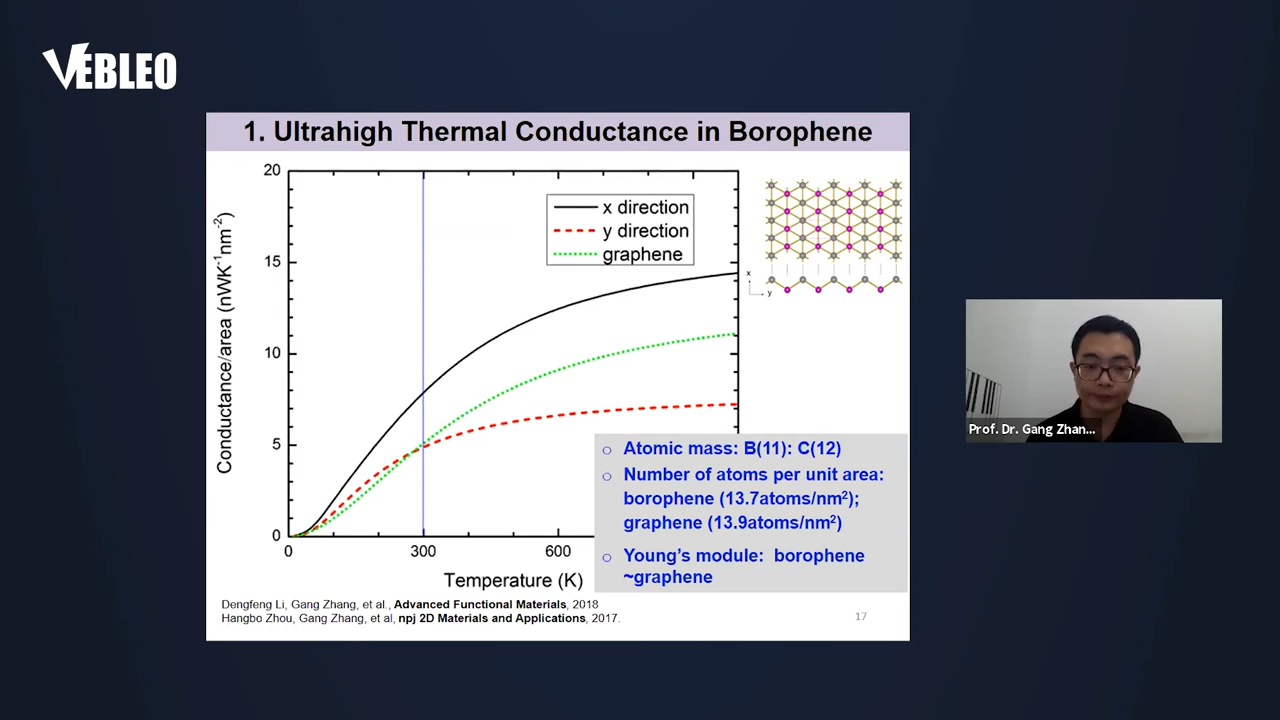 VEBLEO
1. Ultrahigh Thermal Conductance in Borophene
20
15
10
5
0
Conductance/area (nWK⁻¹nm⁻²)
x direction
y direction
graphene
x
y
0
300
600
Temperature (K)
Atomic mass: B(11): C(12)
Number of atoms per unit area:
borophene (13.7atoms/nm²);
graphene (13.9atoms/nm²)
Young's module: borophene
~graphene
Dengfeng Li, Gang Zhang, et al., Advanced Functional Materials, 2018
Hangbo Zhou, Gang Zhang, et al, npj 2D Materials and Applications, 2017.
17
Prof. Dr. Gang Zhan...